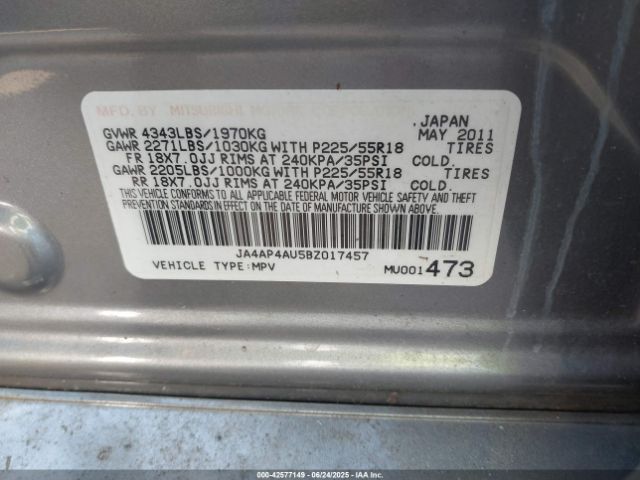 MFD. BY MITSUBISHI MOTORS CORPORATION, JAPAN
GVWR 4343LBS/1970KG MAY 2011
GAWR 2271LBS/1030KG WITH P225/55R18 TIRES
FR 18X7.0JJ RIMS AT 240KPA/35PSI COLD.
GAWR 2205LBS/1000KG WITH P225/55R18 TIRES
RR 18X7.0JJ RIMS AT 240KPA/35PSI COLD.
THIS VEHICLE CONFORMS TO ALL APPLICABLE FEDERAL MOTOR VEHICLE SAFETY AND THEFT
PREVENTION STANDARDS IN EFFECT ON THE DATE OF MANUFACTURE SHOWN ABOVE.
JA4AP4AU5BZ017457
VEHICLE TYPE:MPV MU001473
000-42577149 - 06/24/2025 - IAAI.CA